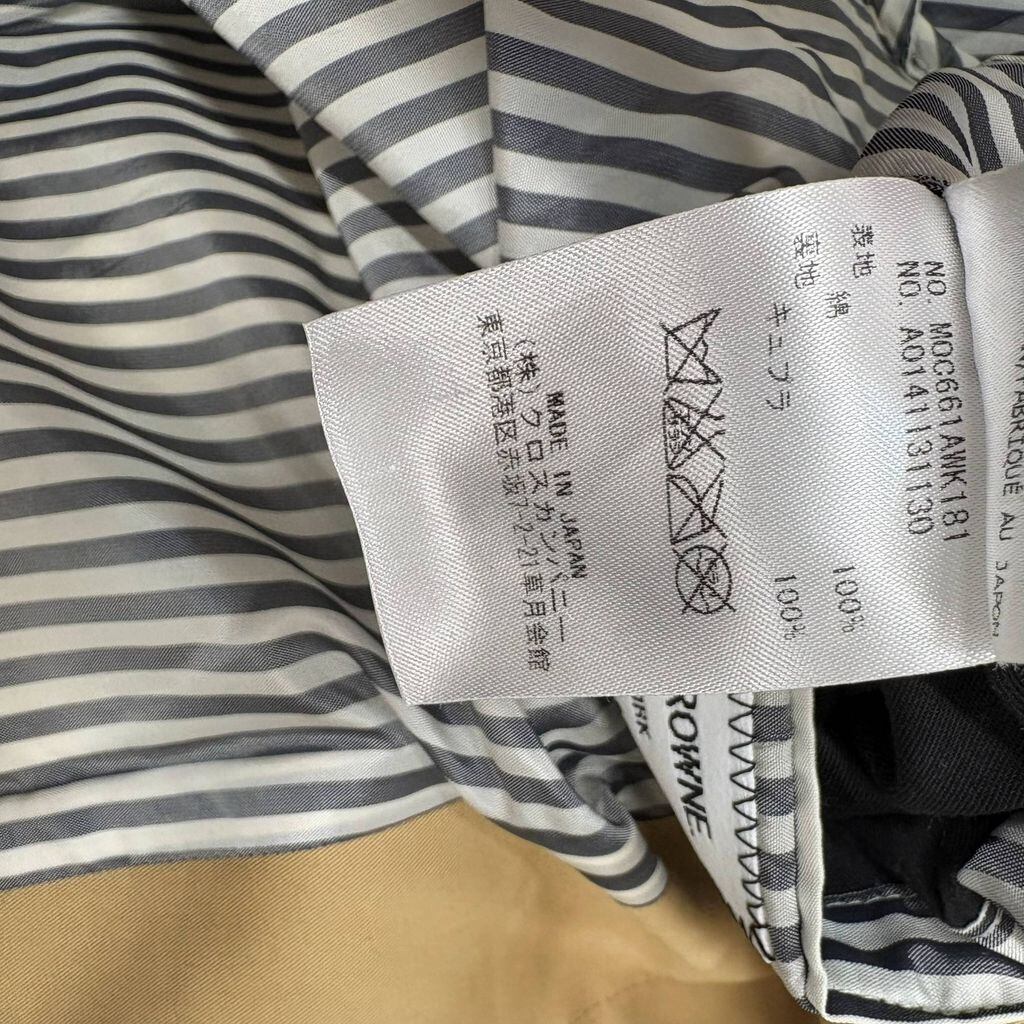 NO. MOC661AWK181
NO. A0141131130
表地 綿 100%
裏地 キュプラ 100%
MADE IN JAPAN
(株)クロスカンパニー
東京都港区赤坂7-2-21草月会館
FABRIQUÉ AU JAPON
ROWNE